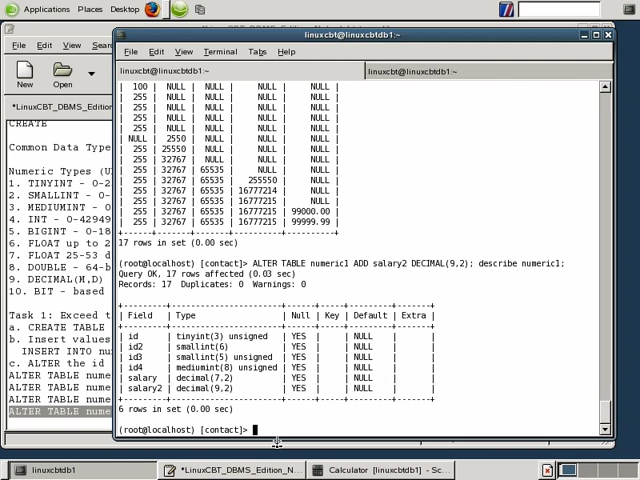 Applications Places Desktop
linuxcbt@linuxcbtdb1:~
File Edit View Terminal Tabs Help
linuxcbt@linuxcbtdb1:~ linuxcbt@linuxcbtdb1:~
| 100 | NULL | NULL | NULL | NULL |
| 255 | NULL | NULL | NULL | NULL |
| 255 | NULL | NULL | NULL | NULL |
| 255 | NULL | NULL | NULL | NULL |
| 255 | NULL | NULL | NULL | NULL |
| NULL | 2550 | NULL | NULL | NULL |
| 255 | 25550 | NULL | NULL | NULL |
| 255 | 32767 | NULL | NULL | NULL |
| 255 | 32767 | 65535 | NULL | NULL |
| 255 | 32767 | 65535 | 255550 | NULL |
| 255 | 32767 | 65535 | 16777214 | NULL |
| 255 | 32767 | 65535 | 16777215 | NULL |
| 255 | 32767 | 65535 | 16777215 | 99000.00 |
| 255 | 32767 | 65535 | 16777215 | 99999.99 |
17 rows in set (0.00 sec)
(root@localhost) [contact]> ALTER TABLE numeric1 ADD salary2 DECIMAL(9,2); describe numeric1;
Query OK, 17 rows affected (0.03 sec)
Records: 17 Duplicates: 0 Warnings: 0
| Field | Type | Null | Key | Default | Extra |
| id | tinyint(3) unsigned | YES | | NULL | |
| id2 | smallint(6) | YES | | NULL | |
| id3 | smallint(5) unsigned | YES | | NULL | |
| id4 | mediumint(8) unsigned | YES | | NULL | |
| salary | decimal(7,2) | YES | | NULL | |
| salary2 | decimal(9,2) | YES | | NULL | |
6 rows in set (0.00 sec)
(root@localhost) [contact]>
File Edit View Search
New Open
*LinuxCBT_DBMS_Edition
CREATE
Common Data Type
Numeric Types (U
1. TINYINT - 0-2
2. SMALLINT - 0-
3. MEDIUMINT - 0
4. INT - 0-42949
5. BIGINT - 0-18
6. FLOAT up to 2
7. FLOAT 25-53 d
8. DOUBLE - 64-b
9. DECIMAL(M,D)
10. BIT - based
Task 1: Exceed t
a. CREATE TABLE
b. Insert values
INSERT INTO nu
c. ALTER the id
ALTER TABLE nume
ALTER TABLE nume
ALTER TABLE nume
ALTER TABLE nume
linuxcbtdb1 *LinuxCBT_DBMS_Edition_N... Calculator [linuxcbtdb1] - Sc...